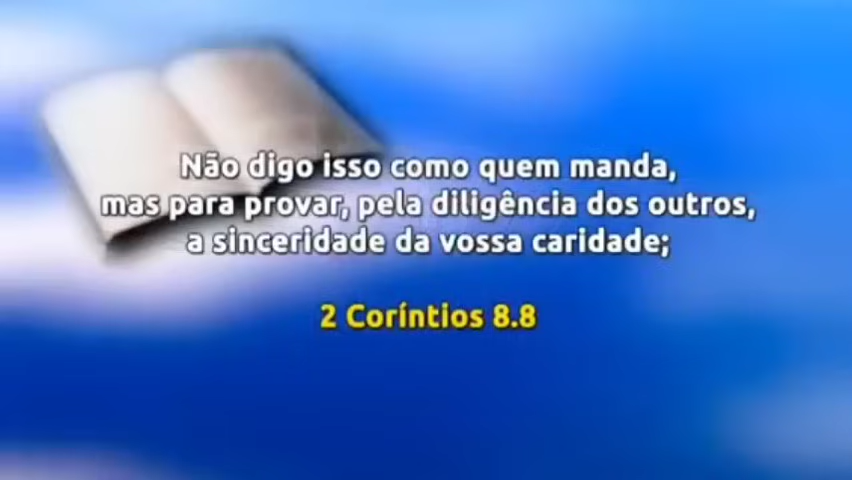 Não digo isso como quem manda,
mas para provar, pela diligência dos outros,
a sinceridade da vossa caridade;
2 Coríntios 8.8